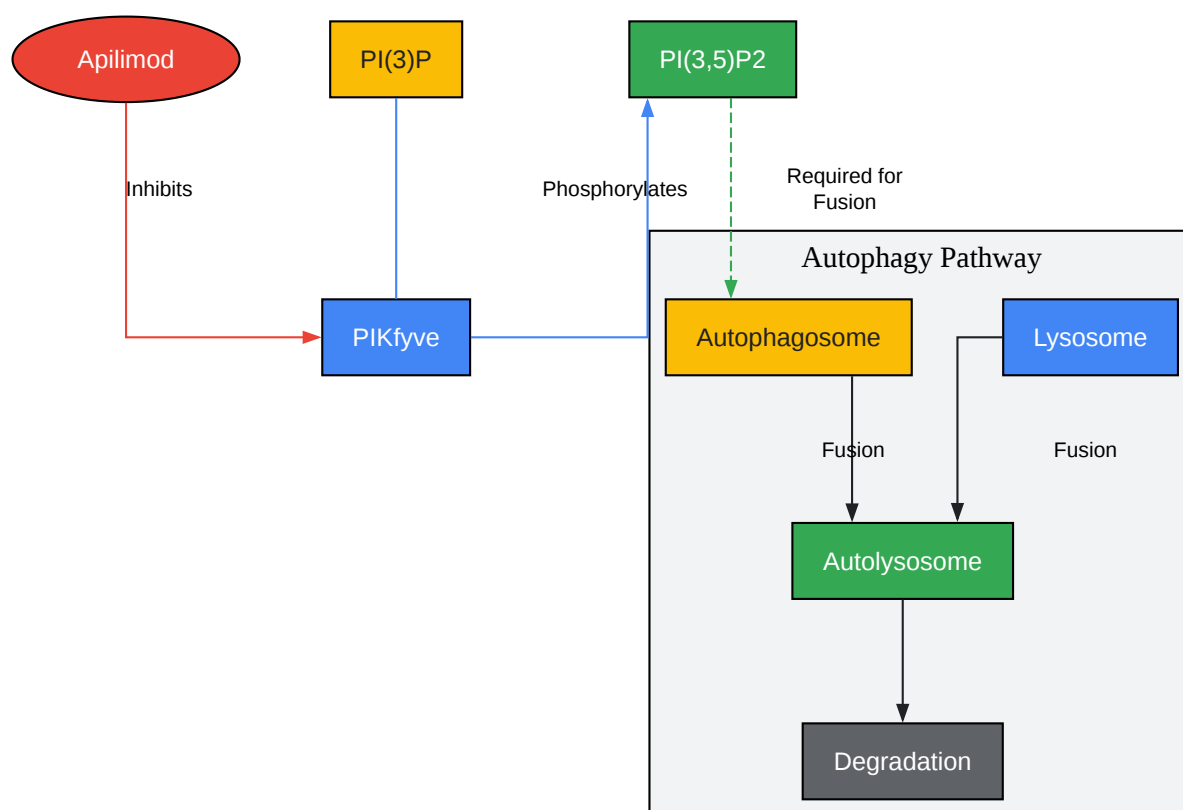 Apilimod
PI(3)P
PI(3,5)P2
Inhibits
Phosphorylates
Required for
Fusion
Autophagy Pathway
PIKfyve
Autophagosome
Lysosome
Fusion
Fusion
Autolysosome
Degradation